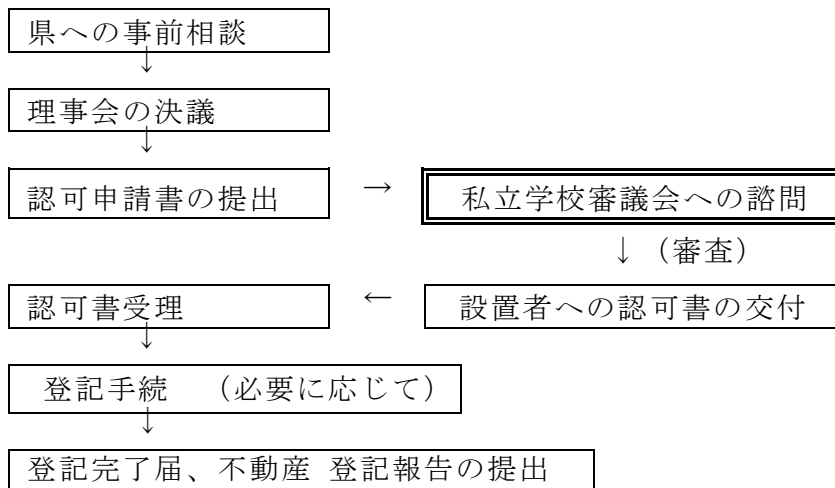 県への事前相談
↓
理事会の決議
↓
認可申請書の提出 → 私立学校審議会への諮問
↓（審査）
認可書受理 ← 設置者への認可書の交付
↓
登記手続　（必要に応じて）
↓
登記完了届、不動産 登記報告の提出